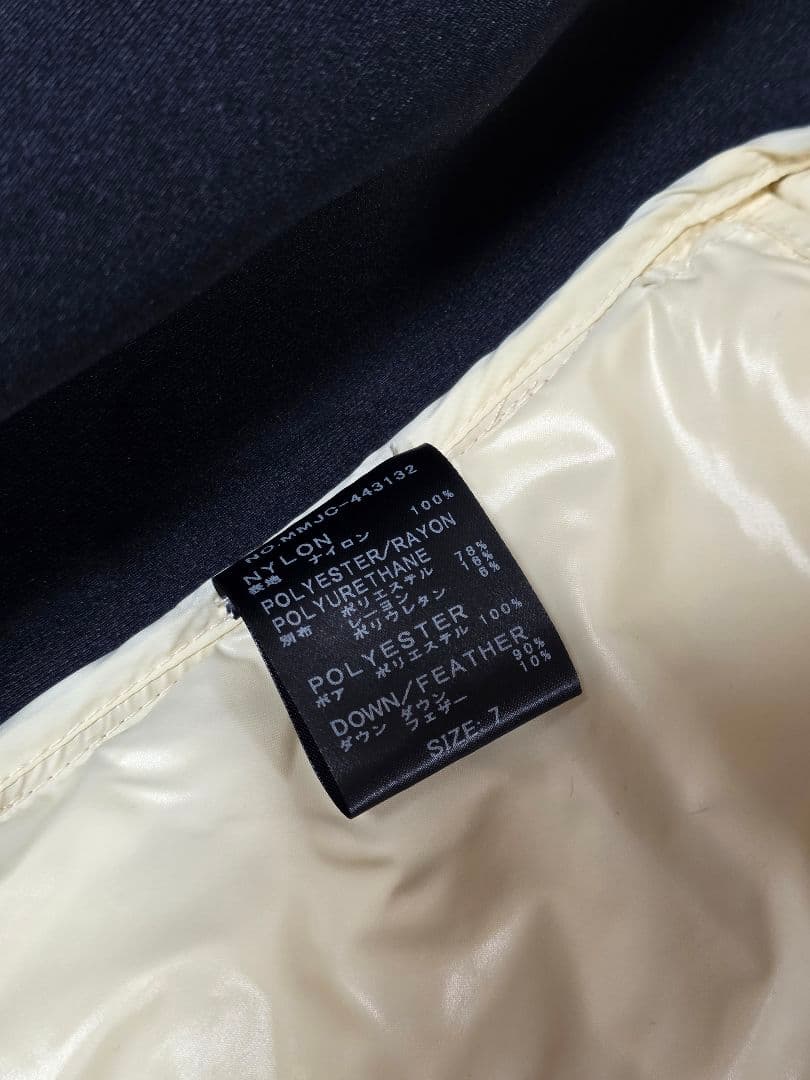 NO.MMJC-443132
NYLON
表地 ナイロン 100%
POLYESTER/RAYON
POLYURETHANE
別布 ポリエステル 78%
レーヨン 16%
ポリウレタン 6%
POLYESTER
ボア ポリエステル 100%
DOWN/FEATHER
ダウン ダウン 90%
フェザー 10%
SIZE: 7